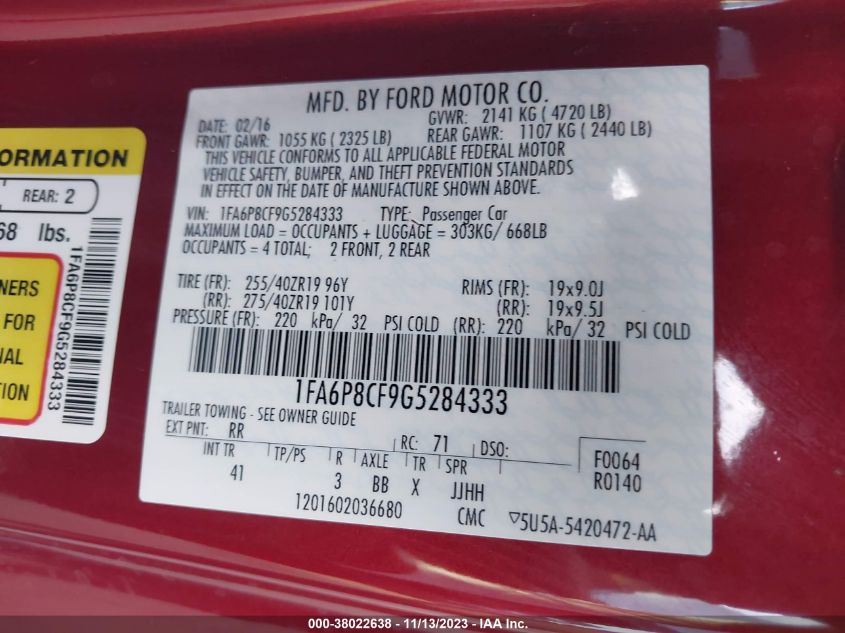 MFD. BY FORD MOTOR CO.
DATE: 02/16 GVWR: 2141 KG ( 4720 LB)
FRONT GAWR: 1055 KG ( 2325 LB) REAR GAWR: 1107 KG ( 2440 LB)
THIS VEHICLE CONFORMS TO ALL APPLICABLE FEDERAL MOTOR
VEHICLE SAFETY, BUMPER, AND THEFT PREVENTION STANDARDS
IN EFFECT ON THE DATE OF MANUFACTURE SHOWN ABOVE.
VIN: 1FA6P8CF9G5284333 TYPE: Passenger Car
MAXIMUM LOAD = OCCUPANTS + LUGGAGE = 303KG/ 668LB
OCCUPANTS = 4 TOTAL; 2 FRONT, 2 REAR
TIRE (FR): 255/40ZR19 96Y RIMS (FR): 19x9.0J
(RR): 275/40ZR19 101Y (RR): 19x9.5J
PRESSURE (FR): 220 kPa/ 32 PSI COLD (RR): 220 kPa/ 32 PSI COLD
1FA6P8CF9G5284333
TRAILER TOWING - SEE OWNER GUIDE
EXT PNT: RR RC: 71 DSO: F0064
INT TR TP/PS R AXLE TR SPR R0140
41 3 BB X JJHH
1201602036680 CMC ▽5U5A-5420472-AA
ORMATION
REAR: 2
68 lbs.
1FA6P8CF9G5284333
NERS
FOR
NAL
TION
000-38022638 - 11/13/2023 - IAA Inc.